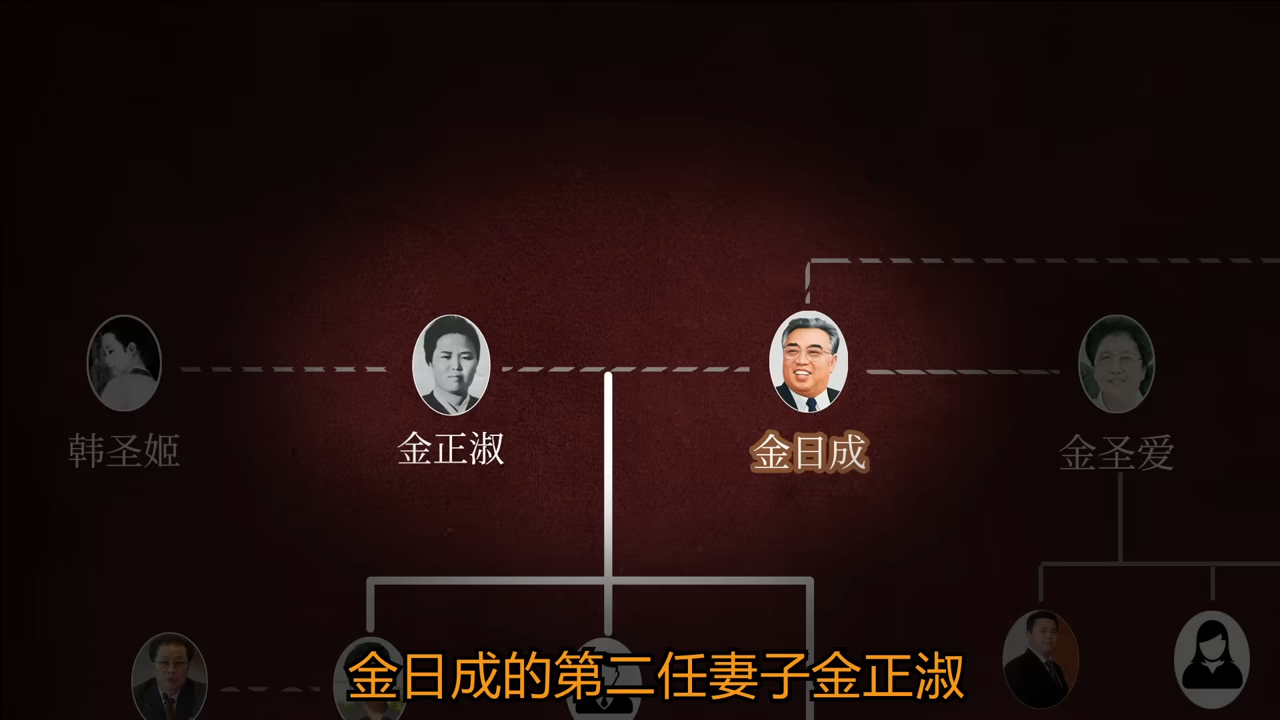 韩圣姬
金正淑
金日成
金圣爱
金日成的第二任妻子金正淑